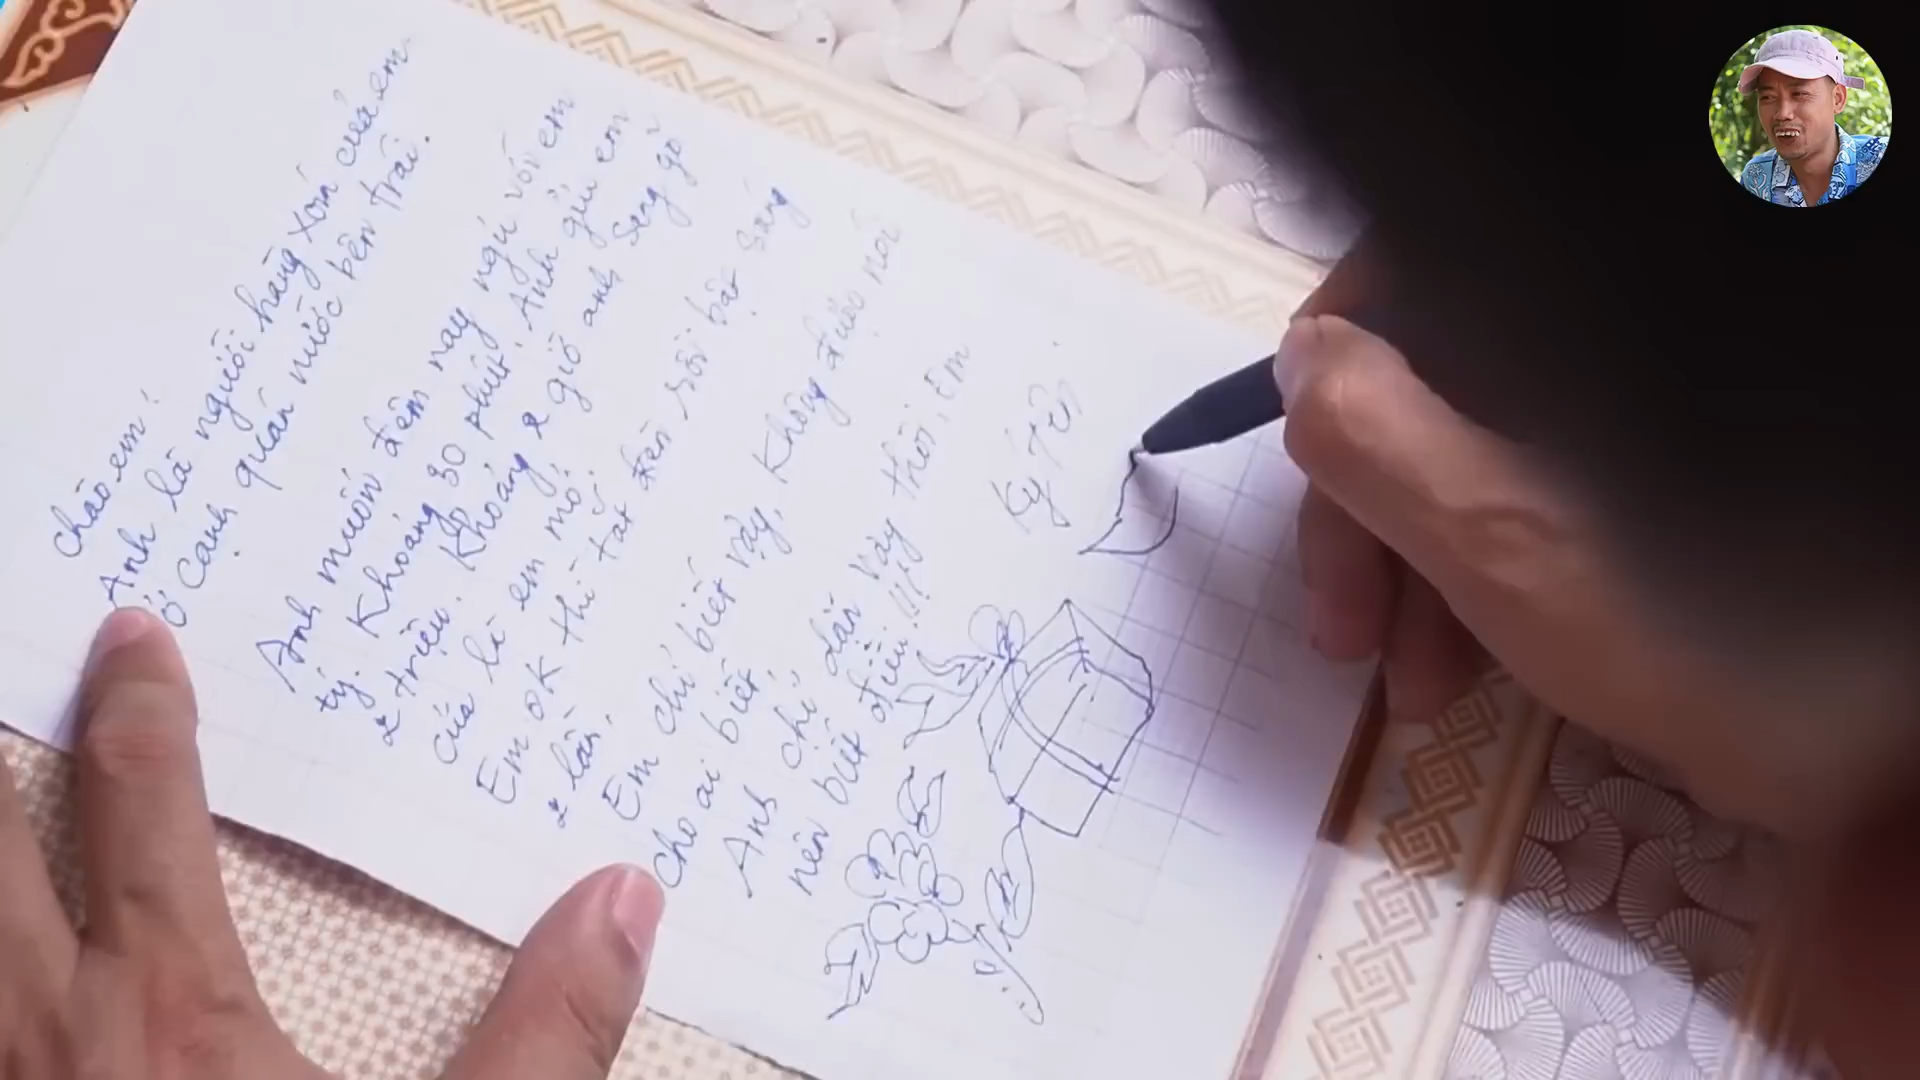 chào em!
Anh là người hàng xóm của em
ở cạnh quán nước bên trái.
Anh muốn đêm nay ngủ với em
tý. Khoảng 30 phút. Anh gửi em
2 triệu. Khoảng 2 giờ anh sang gõ
cửa là em mở.
Em ok thì tắt đèn rồi bật sáng
2 lần.
Em chỉ biết vậy, không được nói
cho ai biết.
Anh chỉ dặn vậy thôi, Em
nên biết điều!!!
Ký Tên